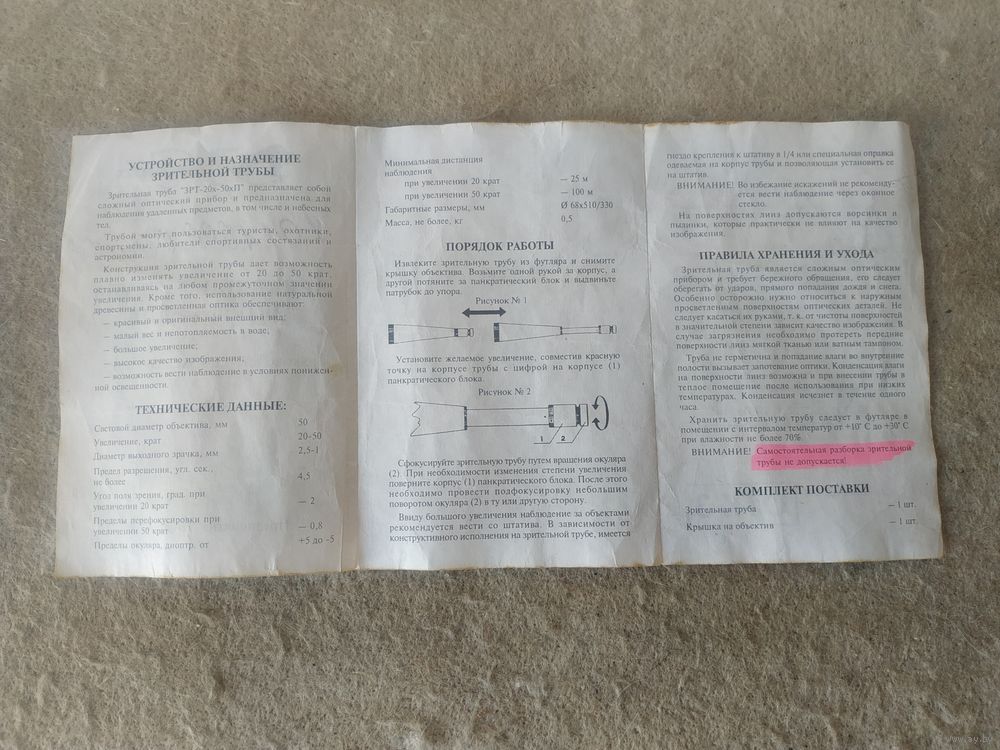 УСТРОЙСТВО И НАЗНАЧЕНИЕ
ЗРИТЕЛЬНОЙ ТРУБЫ
Зрительная труба "ЗРТ-20х-50хП" представляет собой
сложный оптический прибор и предназначена для
наблюдения удаленных предметов, в том числе и небесных
тел.
Трубой могут пользоваться туристы, охотники,
спортсмены, любители спортивных состязаний и
астрономии.
Конструкция зрительной трубы дает возможность
плавно изменять увеличение от 20 до 50 крат,
останавливаясь на любом промежуточном значении
увеличения. Кроме того, использование натуральной
древесины и просветленная оптика обеспечивают:
— красивый и оригинальный внешний вид;
— малый вес и непотопляемость в воде;
— большое увеличение;
— высокое качество изображения;
— возможность вести наблюдение в условиях понижен-
ной освещенности.
ТЕХНИЧЕСКИЕ ДАННЫЕ:
Световой диаметр объектива, мм 50
Увеличение, крат 20-50
Диаметр выходного зрачка, мм 2,5-1
Предел разрешения, угл. сек.,
не более 4,5
Угол поля зрения, град. при
увеличении 20 крат — 2
Пределы перефокусировки при
увеличении 50 крат — 0,8
Пределы окуляра, диоптр. от +5 до -5
Минимальная дистанция
наблюдения
при увеличении 20 крат — 25 м
при увеличении 50 крат — 100 м
Габаритные размеры, мм Ø 68х510/330
Масса, не более, кг 0,5
ПОРЯДОК РАБОТЫ
Извлеките зрительную трубу из футляра и снимите
крышку объектива. Возьмите одной рукой за корпус, а
другой потяните за панкратический блок и выдвиньте
патрубок до упора.
Рисунок № 1
Установите желаемое увеличение, совместив красную
точку на корпусе трубы с цифрой на корпусе (1)
панкратического блока.
Рисунок № 2
1 2
Сфокусируйте зрительную трубу путем вращения окуляра
(2). При необходимости изменения степени увеличения
поверните корпус (1) панкратического блока. После этого
необходимо провести подфокусировку небольшим
поворотом окуляра (2) в ту или другую сторону.
Ввиду большого увеличения наблюдение за объектами
рекомендуется вести со штатива. В зависимости от
конструктивного исполнения на зрительной трубе, имеется
гнездо крепления к штативу в 1/4 или специальная оправка
одеваемая на корпус трубы и позволяющая установить ее
на штатив.
ВНИМАНИЕ! Во избежание искажений не рекоменду-
ется вести наблюдение через оконное
стекло.
На поверхностях линз допускаются ворсинки и
пылинки, которые практически не влияют на качество
изображения.
ПРАВИЛА ХРАНЕНИЯ И УХОДА
Зрительная труба является сложным оптическим
прибором и требует бережного обращения, его следует
оберегать от ударов, прямого попадания дождя и снега.
Особенно осторожно нужно относиться к наружным
просветленным поверхностям оптических деталей. Не
следует касаться их руками, т. к. от чистоты поверхностей
в значительной степени зависит качество изображения. В
случае загрязнения необходимо протереть передние
поверхности линз мягкой тканью или ватным тампоном.
Труба не герметична и попадание влаги во внутренние
полости вызывает запотевание оптики. Конденсация влаги
на поверхности линз возможна и при внесении трубы в
теплое помещение после использования при низких
температурах. Конденсация исчезнет в течение одного
часа.
Хранить зрительную трубу следует в футляре в
помещении с интервалом температур от +10° С до +30° С
при влажности не более 70%.
ВНИМАНИЕ! Самостоятельная разборка зрительной
трубы не допускается!
КОМПЛЕКТ ПОСТАВКИ
Зрительная труба — 1 шт.
Крышка на объектив — 1 шт.
www.ay.by